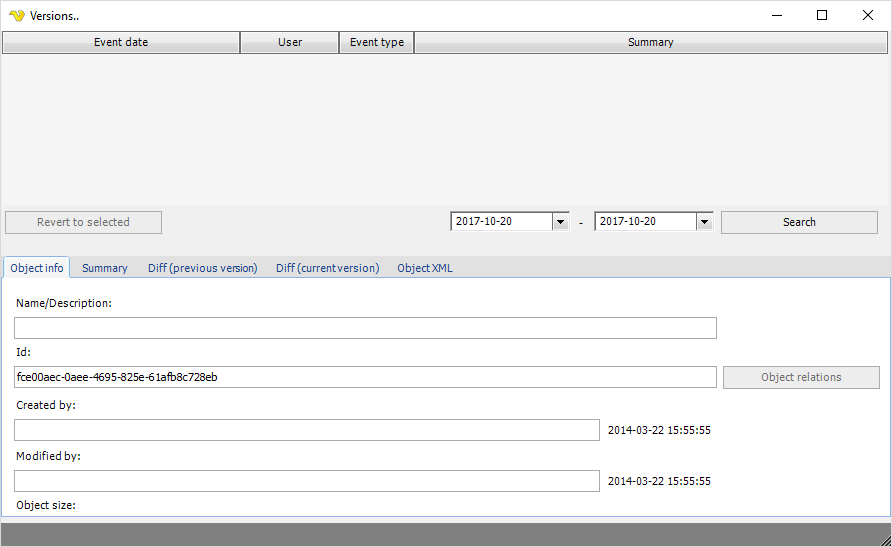 Versions..
Event date User Event type Summary
Revert to selected 2017-10-20 - 2017-10-20 Search
Object info Summary Diff (previous version) Diff (current version) Object XML
Name/Description:
Id:
fce00aec-0aee-4695-825e-61afb8c728eb Object relations
Created by:
2014-03-22 15:55:55
Modified by:
2014-03-22 15:55:55
Object size: